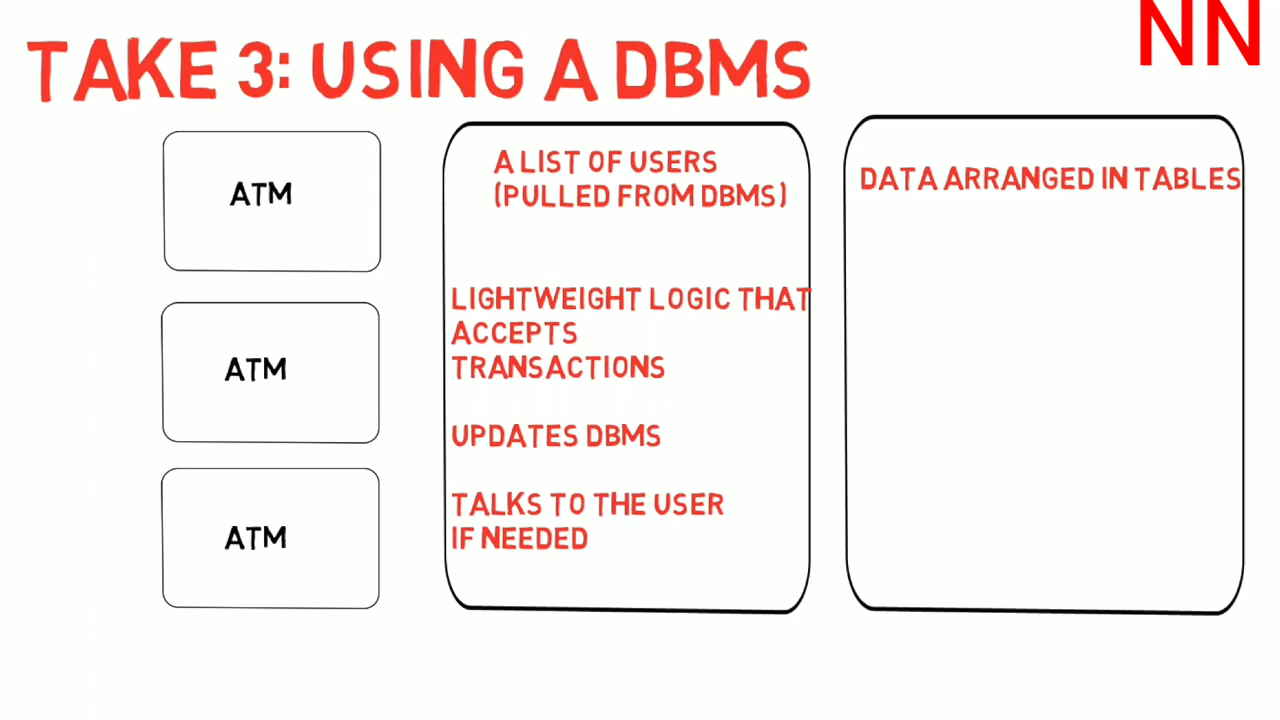 TAKE 3: USING A DBMS
NN
ATM
ATM
ATM
A LIST OF USERS
(PULLED FROM DBMS)
LIGHTWEIGHT LOGIC THAT
ACCEPTS
TRANSACTIONS
UPDATES DBMS
TALKS TO THE USER
IF NEEDED
DATA ARRANGED IN TABLES